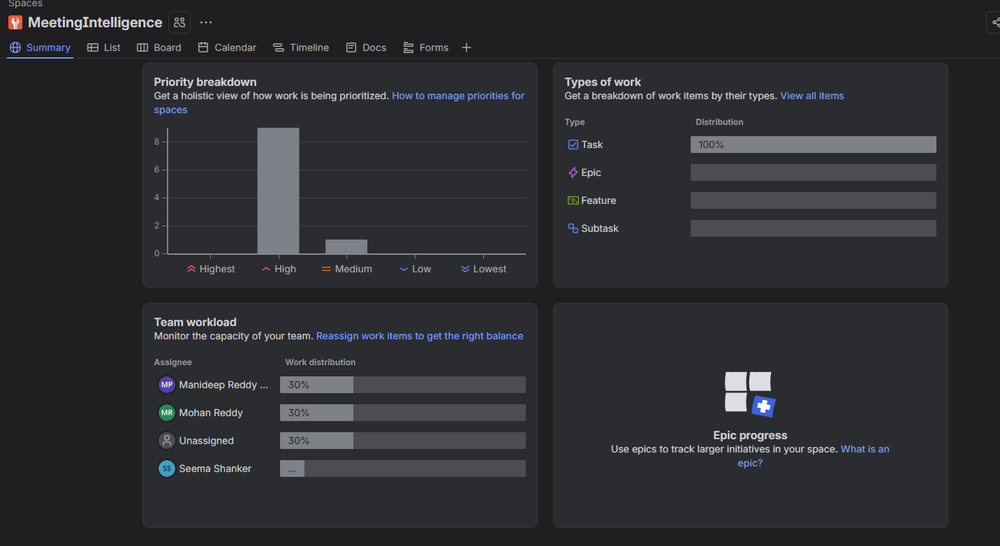 Spaces
MeetingIntelligence
Summary List Board Calendar Timeline Docs Forms
Priority breakdown
Get a holistic view of how work is being prioritized. How to manage priorities for
spaces
8
6
4
2
0
Highest High Medium Low Lowest
Types of work
Get a breakdown of work items by their types. View all items
Type Distribution
Task 100%
Epic
Feature
Subtask
Team workload
Monitor the capacity of your team. Reassign work items to get the right balance
Assignee Work distribution
MP Manideep Reddy ... 30%
MR Mohan Reddy 30%
Unassigned 30%
SS Seema Shanker ...
Epic progress
Use epics to track larger initiatives in your space. What is an
epic?